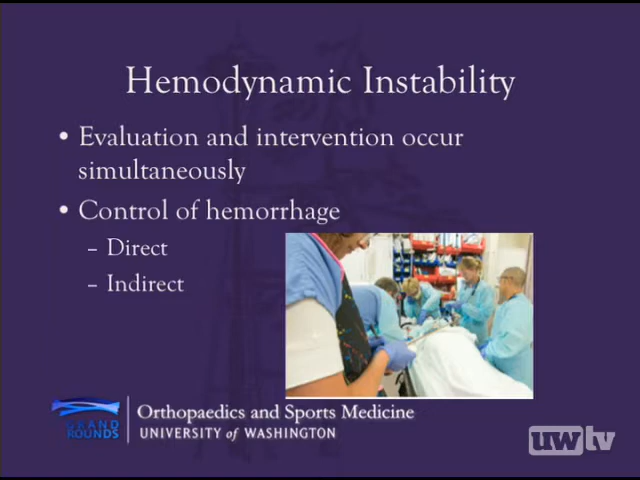 Hemodynamic Instability
• Evaluation and intervention occur
simultaneously
• Control of hemorrhage
– Direct
– Indirect
GRAND
ROUNDS
Orthopaedics and Sports Medicine
UNIVERSITY of WASHINGTON
uwtv